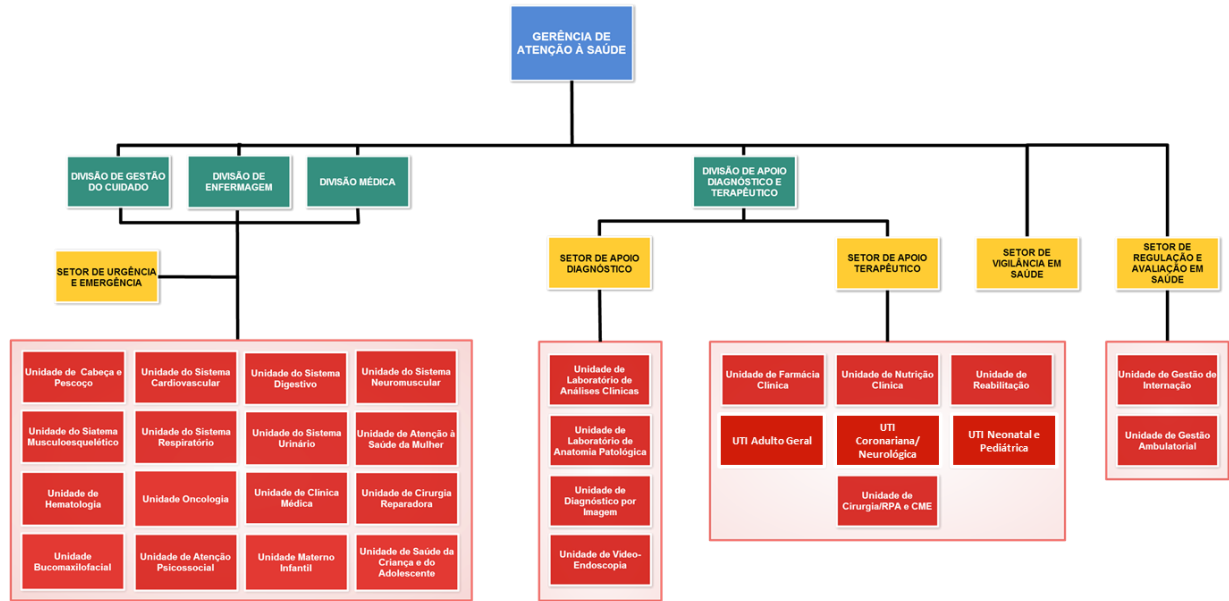 GERÊNCIA DE
ATENÇÃO À SAÚDE
DIVISÃO DE GESTÃO
DO CUIDADO
DIVISÃO DE
ENFERMAGEM
DIVISÃO MÉDICA
DIVISÃO DE APOIO
DIAGNÓSTICO E
TERAPÊUTICO
SETOR DE URGÊNCIA
E EMERGÊNCIA
SETOR DE APOIO
DIAGNÓSTICO
SETOR DE APOIO
TERAPÊUTICO
SETOR DE
VIGILÂNCIA EM
SAÚDE
SETOR DE
REGULAÇÃO E
AVALIAÇÃO EM
SAÚDE
Unidade de Cabeça e
Pescoço
Unidade do Sistema
Cardiovascular
Unidade do Sistema
Digestivo
Unidade do Sistema
Neuromuscular
Unidade do Siatema
Musculoesquelético
Unidade do Sistema
Respiratório
Unidade do Sistema
Urinário
Unidade de Atenção à
Saúde da Mulher
Unidade de
Hematologia
Unidade Oncologia
Unidade de Clínica
Médica
Unidade de Cirurgia
Reparadora
Unidade
Bucomaxilofacial
Unidade de Atenção
Psicossocial
Unidade Materno
Infantil
Unidade de Saúde da
Criança e do
Adolescente
Unidade de
Laboratório de
Análises Clínicas
Unidade de
Laboratório de
Anatomia Patológica
Unidade de
Diagnóstico por
Imagem
Unidade de Video-
Endoscopia
Unidade de Farmácia
Clínica
Unidade de Nutrição
Clínica
Unidade de
Reabilitação
UTI Adulto Geral
UTI
Coronariana/
Neurológica
UTI Neonatal e
Pediátrica
Unidade de
Cirurgia/RPA e CME
Unidade de Gestão de
Internação
Unidade de Gestão
Ambulatorial